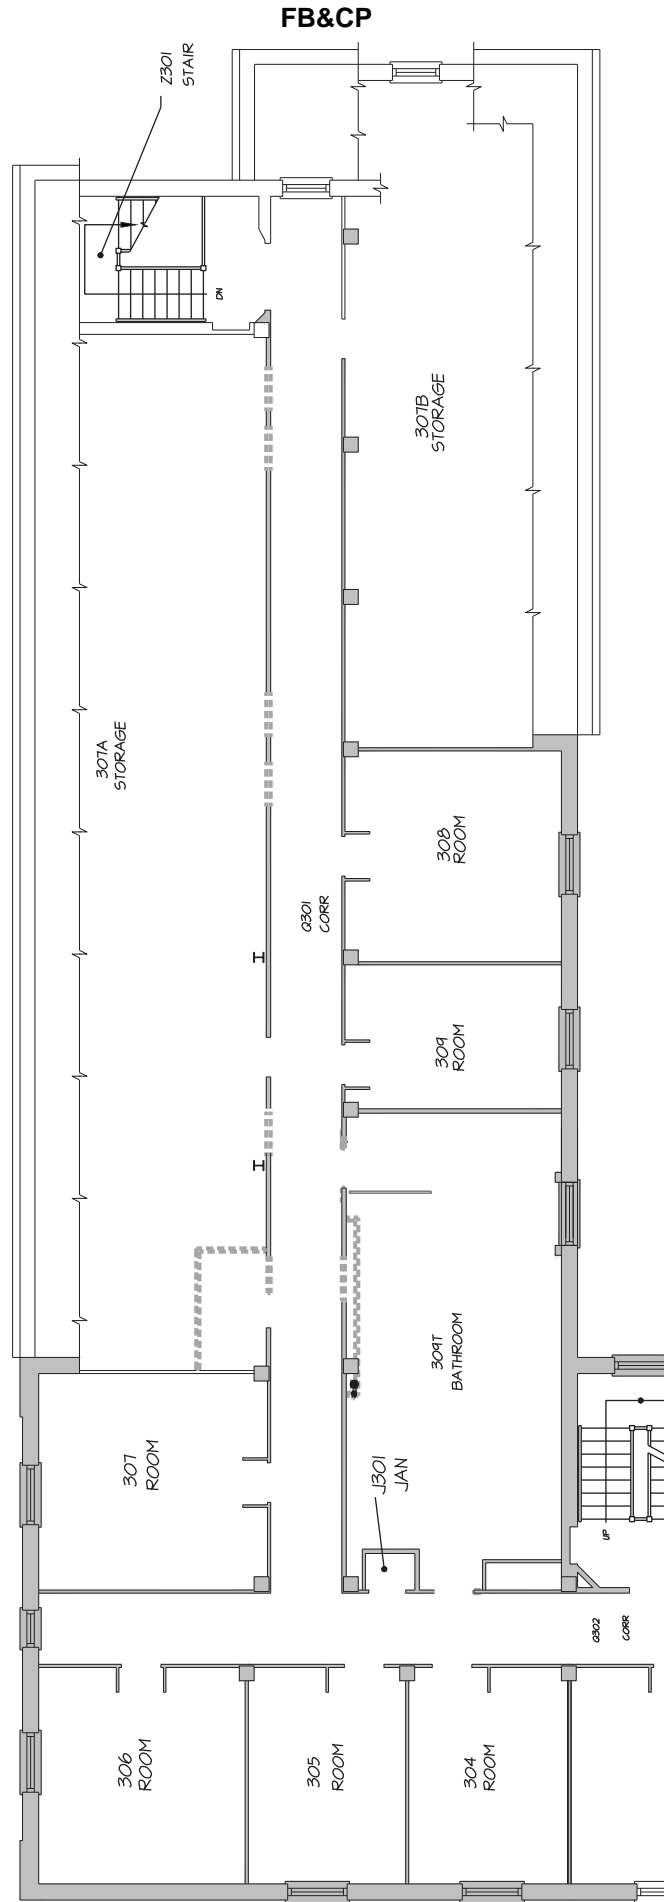 FB&CP
Z301
STAIR
DN
307B
STORAGE
307A
STORAGE
308
ROOM
Q301
CORR
309
ROOM
309T
BATHROOM
307
ROOM
J301
JAN
UP
Q302
CORR
306
ROOM
305
ROOM
304
ROOM